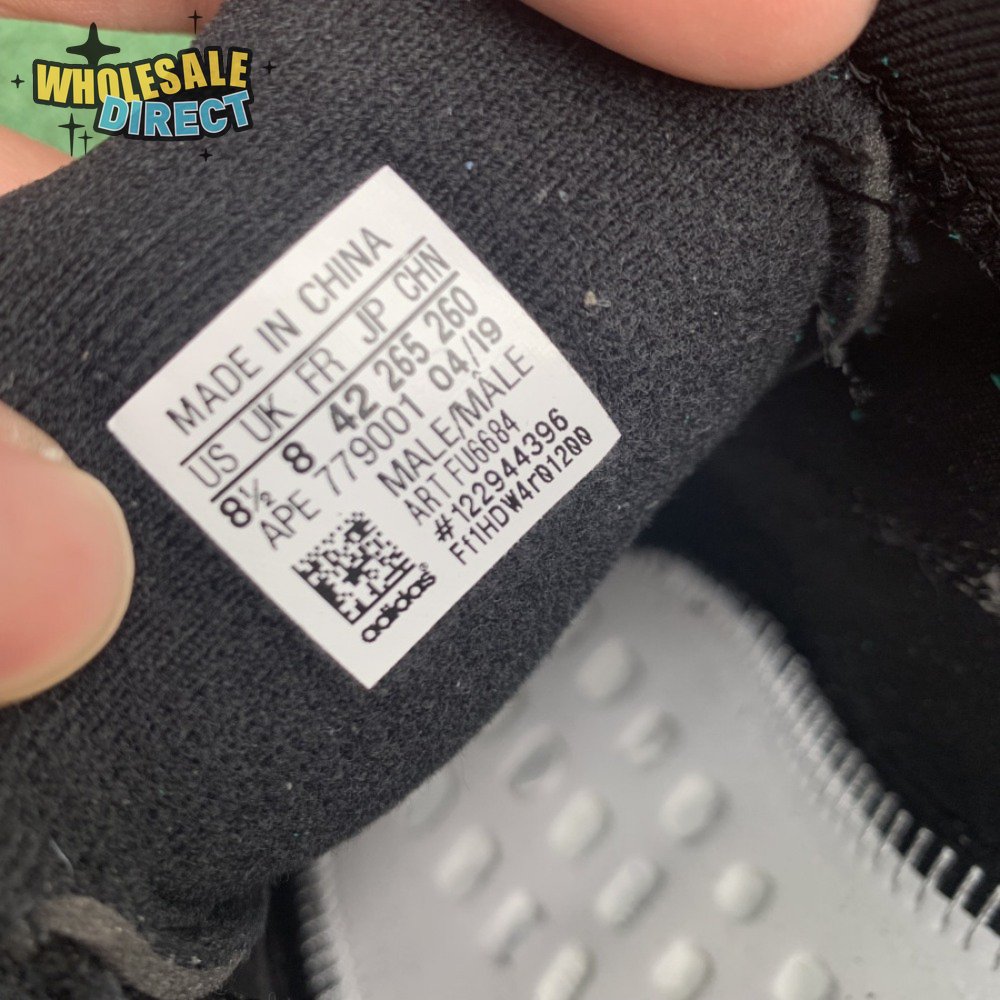 WHOLESALE
DIRECT
MADE IN CHINA
US UK FR JP CHN
8½ 8 42 265 260
APE 779001 04/19
MALE/MÂLE
ART FU6684
#122944396
Ff1HDW4r01200
adidas®